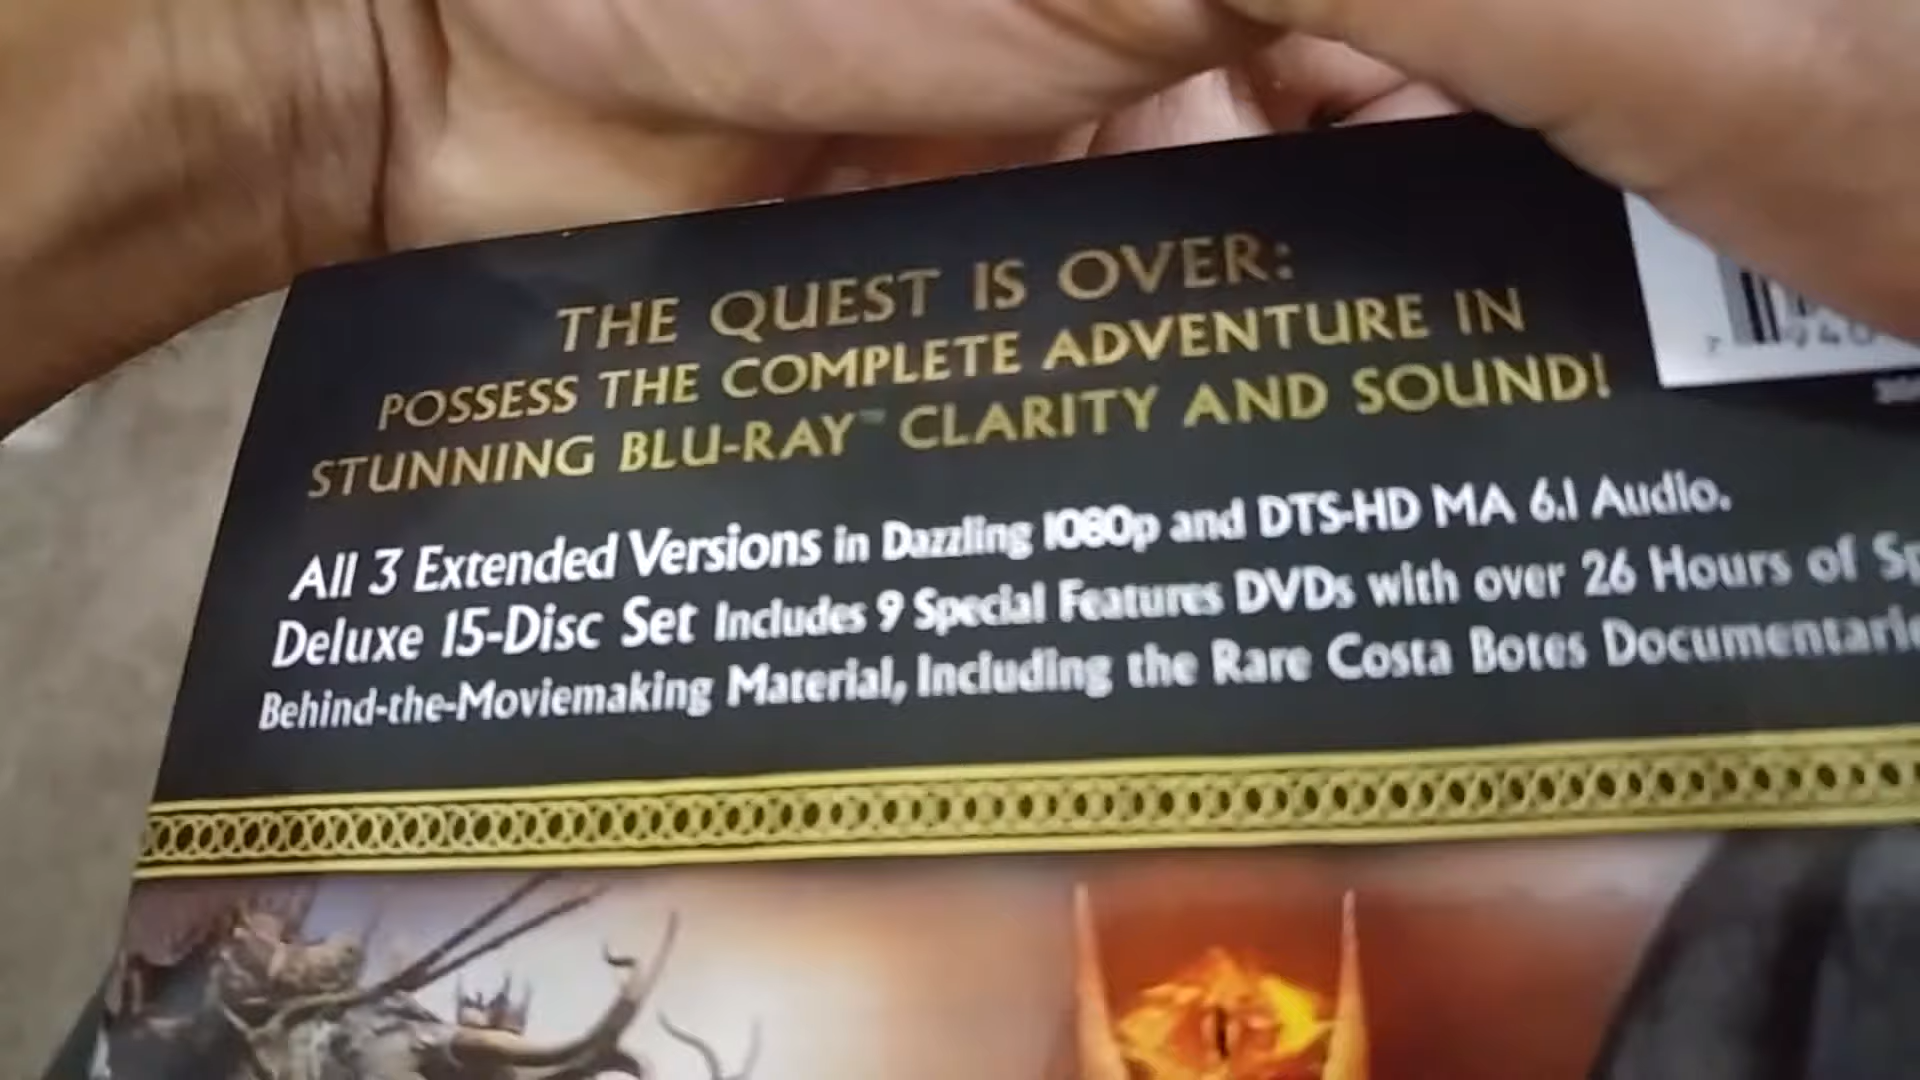 THE QUEST IS OVER:
POSSESS THE COMPLETE ADVENTURE IN
STUNNING BLU-RAY™ CLARITY AND SOUND!
All 3 Extended Versions in Dazzling 1080p and DTS-HD MA 6.1 Audio.
Deluxe 15-Disc Set Includes 9 Special Features DVDs with over 26 Hours of
Behind-the-Moviemaking Material, Including the Rare Costa Botes